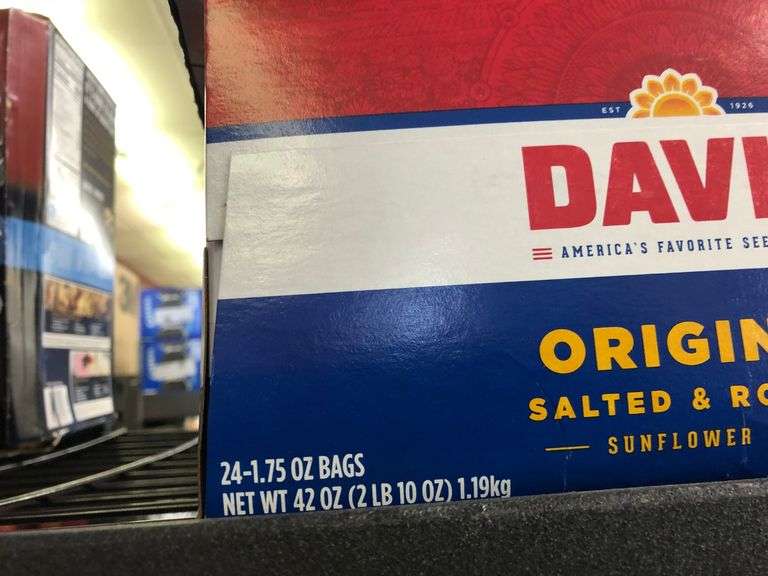 EST 1926
DAVI
AMERICA'S FAVORITE SEE
ORIGIN
SALTED & RO
SUNFLOWER
24-1.75 OZ BAGS
NET WT 42 OZ (2 LB 10 OZ) 1.19kg